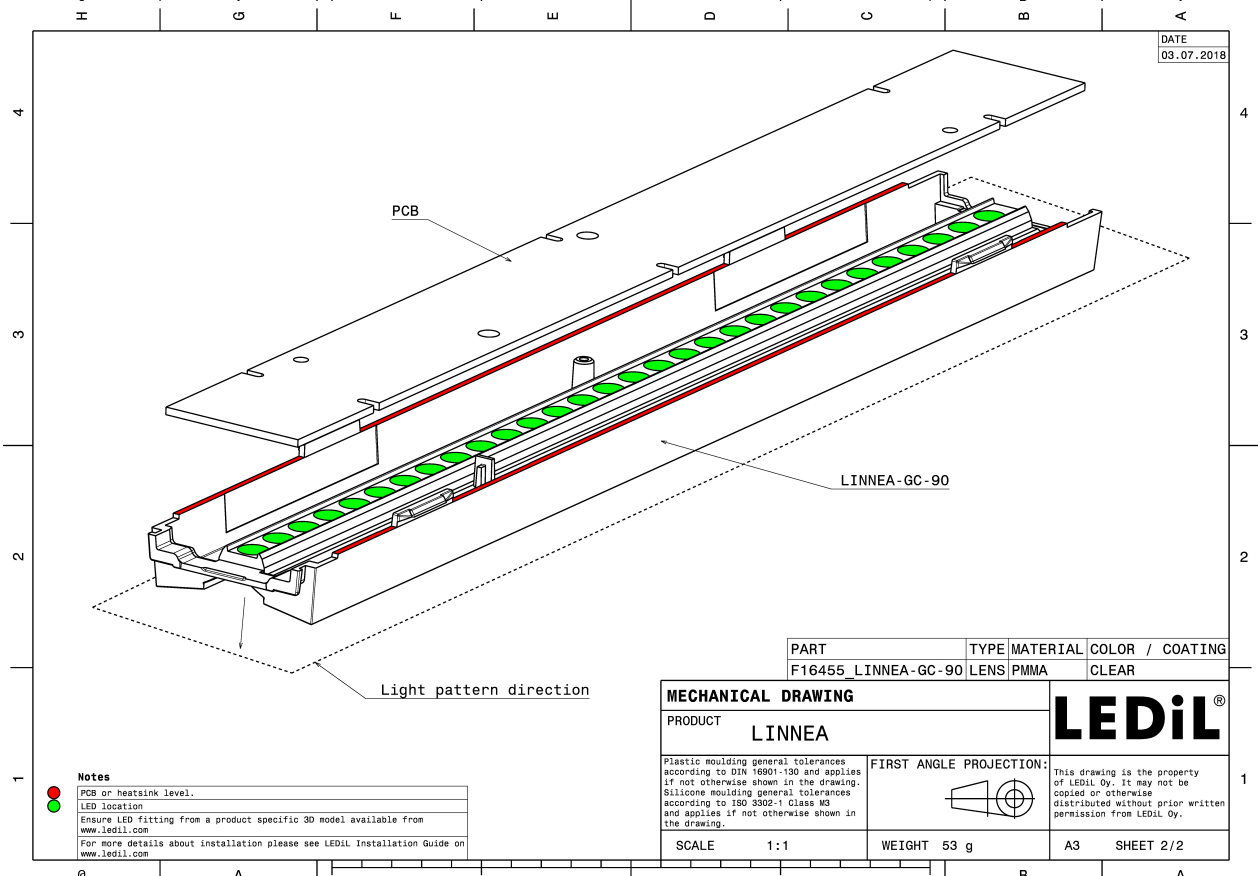 H G F E D C B A
DATE
03.07.2018
4
4
PCB
3
3
LINNEA-GC-90
2
2
PART TYPE MATERIAL COLOR / COATING
F16455_LINNEA-GC-90 LENS PMMA CLEAR
Light pattern direction
MECHANICAL DRAWING
LEDiL®
PRODUCT
LINNEA
Plastic moulding general tolerances
according to DIN 16901-130 and applies
if not otherwise shown in the drawing.
Silicone moulding general tolerances
according to ISO 3302-1 Class M3
and applies if not otherwise shown in
the drawing.
FIRST ANGLE PROJECTION:
This drawing is the property
of LEDiL Oy. It may not be
copied or otherwise
distributed without prior written
permission from LEDiL Oy.
1
1
Notes
PCB or heatsink level.
LED location
Ensure LED fitting from a product specific 3D model available from
www.ledil.com
For more details about installation please see LEDiL Installation Guide on
www.ledil.com
SCALE 1:1
WEIGHT 53 g
A3 SHEET 2/2